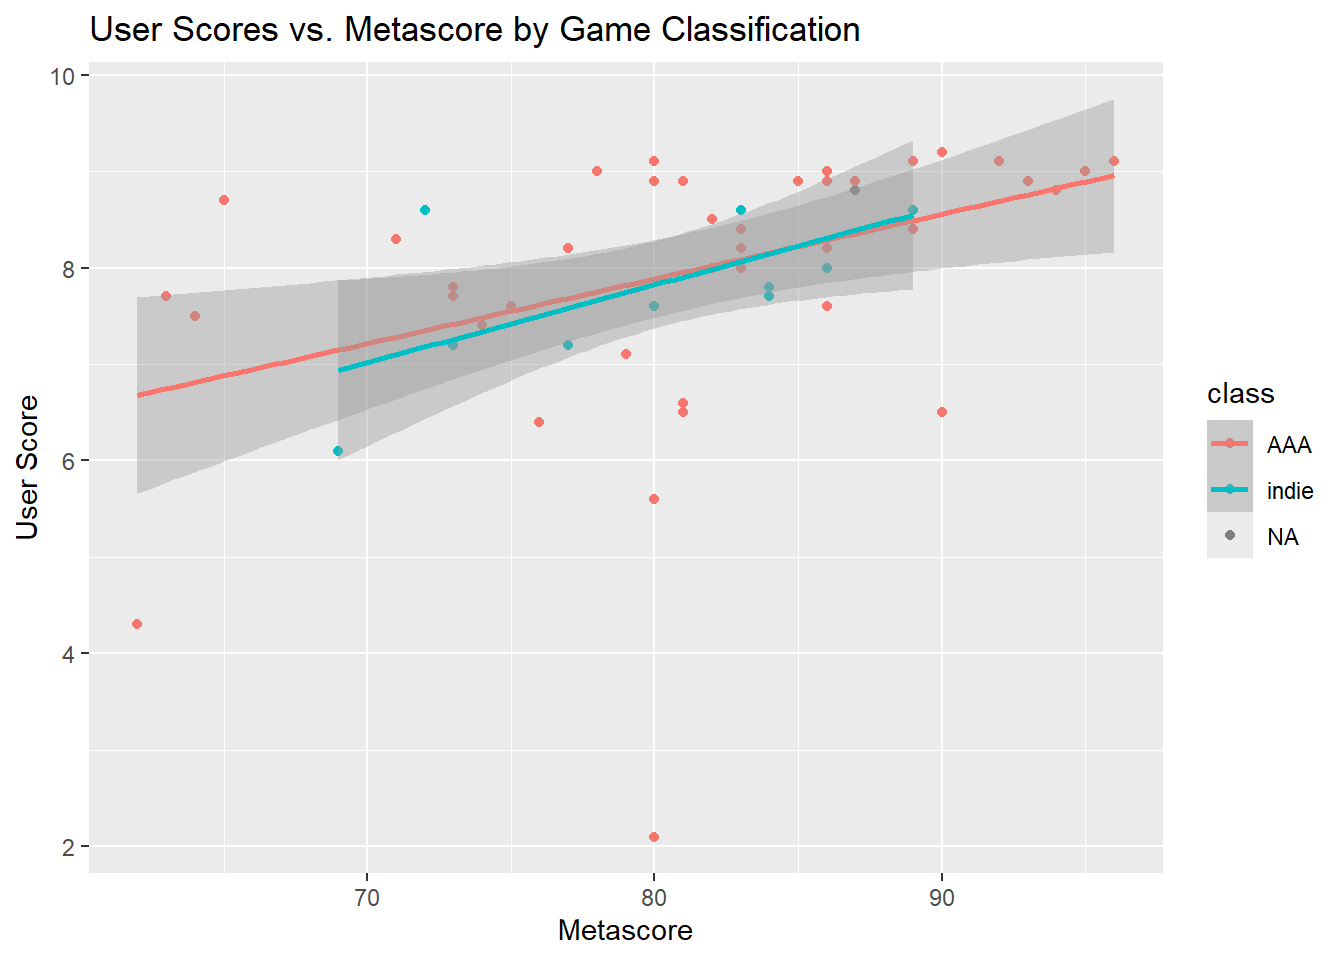 User Scores vs. Metascore by Game Classification
10
8
6
4
2
User Score
70
80
90
Metascore
class
AAA
indie
NA